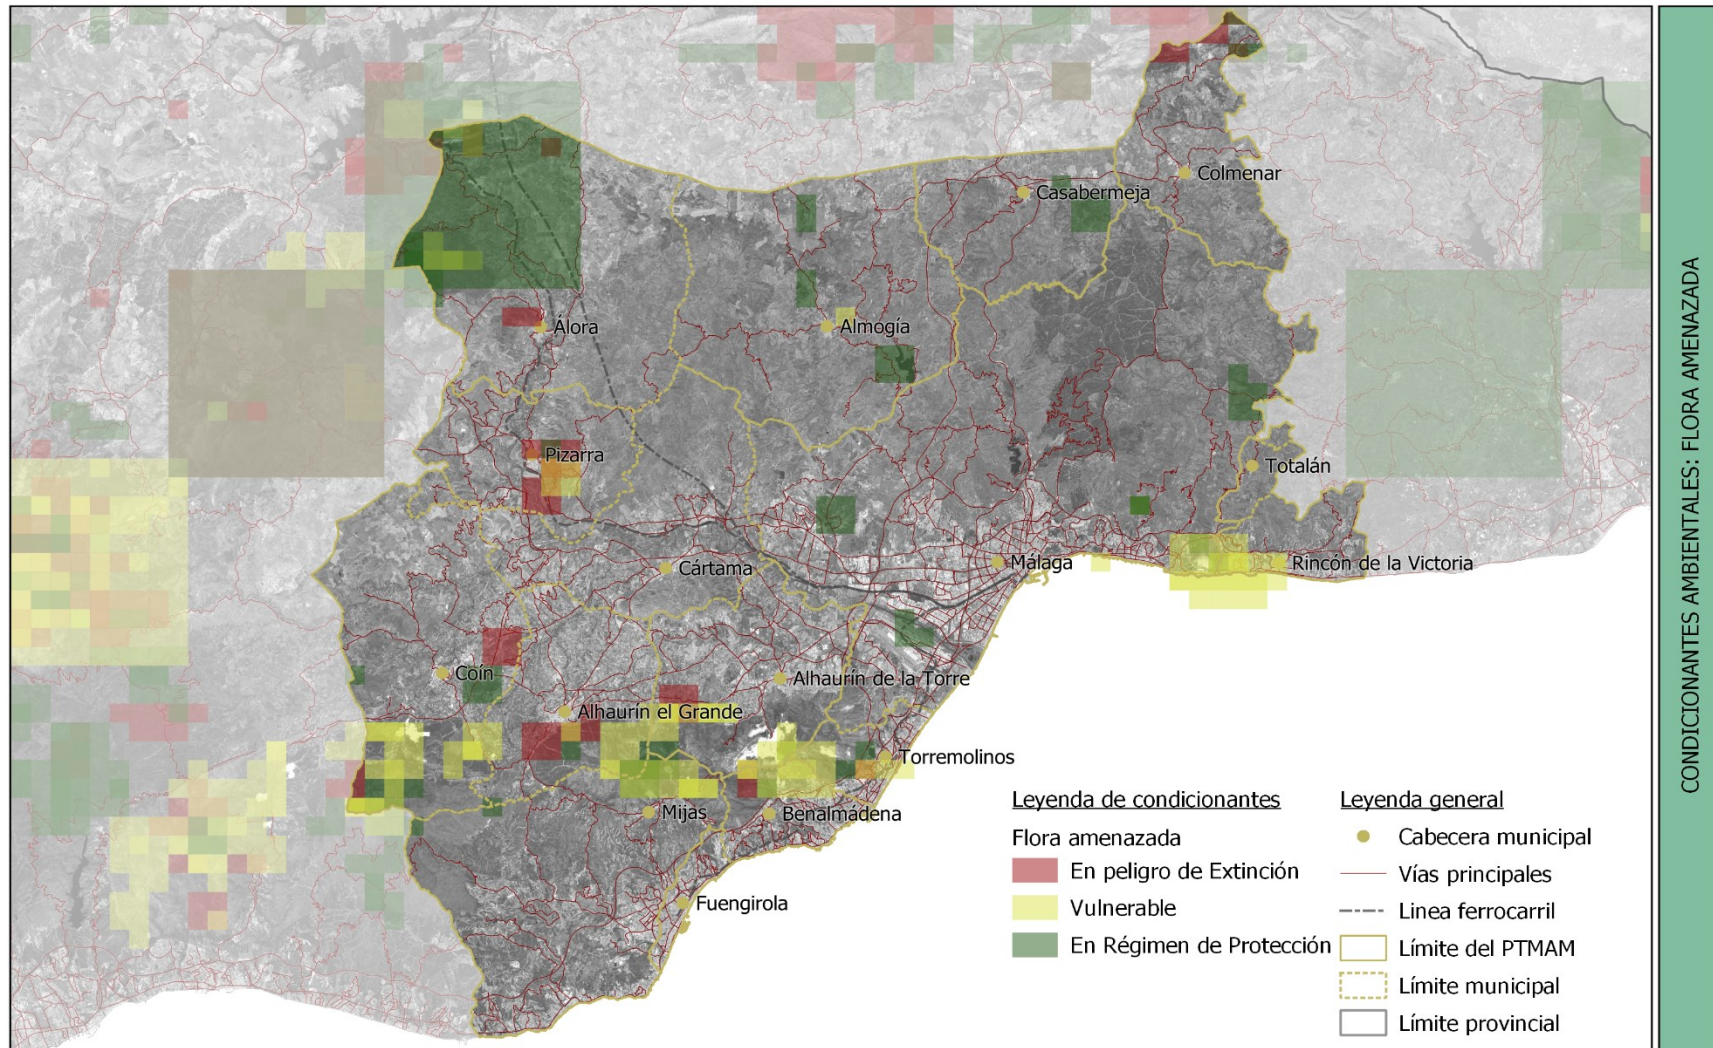 Colmenar
Casabermeja
Álora
Almogía
Pizarra
Totalán
Málaga
Rincón de la Victoria
Cártama
Coín
Alhaurín de la Torre
Alhaurín el Grande
Torremolinos
Mijas
Benalmádena
Fuengirola
Leyenda de condicionantes
Flora amenazada
En peligro de Extinción
Vulnerable
En Régimen de Protección
Leyenda general
Cabecera municipal
Vías principales
Linea ferrocarril
Límite del PTMAM
Límite municipal
Límite provincial
CONDICIONANTES AMBIENTALES: FLORA AMENAZADA